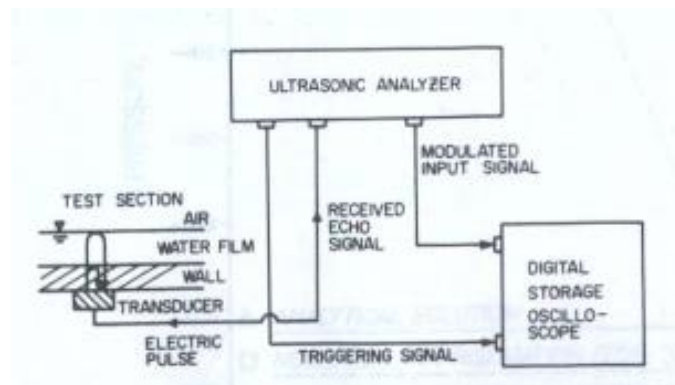 ULTRASONIC ANALYZER
MODULATED
INPUT SIGNAL
TEST SECTION
AIR
RECEIVED
ECHO
SIGNAL
WATER FILM
WALL
DIGITAL
STORAGE
OSCILLO-
SCOPE
TRANSDUCER
ELECTRIC
PULSE
TRIGGERING SIGNAL